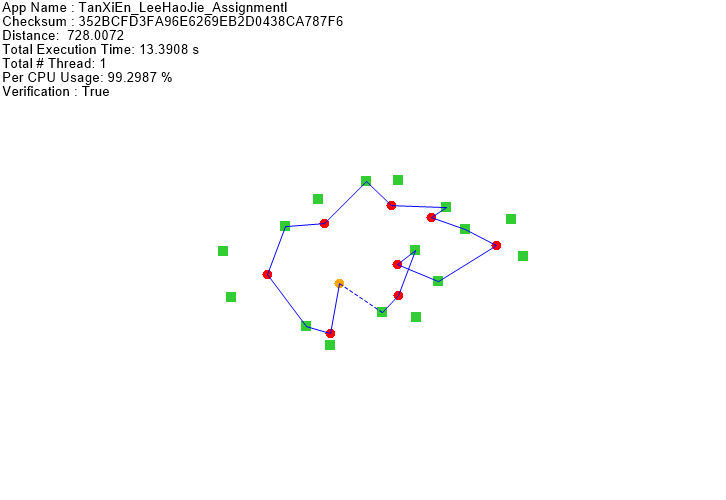 App Name : TanXiEn_LeeHaoJie_AssignmentI
Checksum : 352BCFD3FA96E6269EB2D0438CA787F6
Distance:  728.0072
Total Execution Time: 13.3908 s
Total # Thread: 1
Per CPU Usage: 99.2987 %
Verification : True